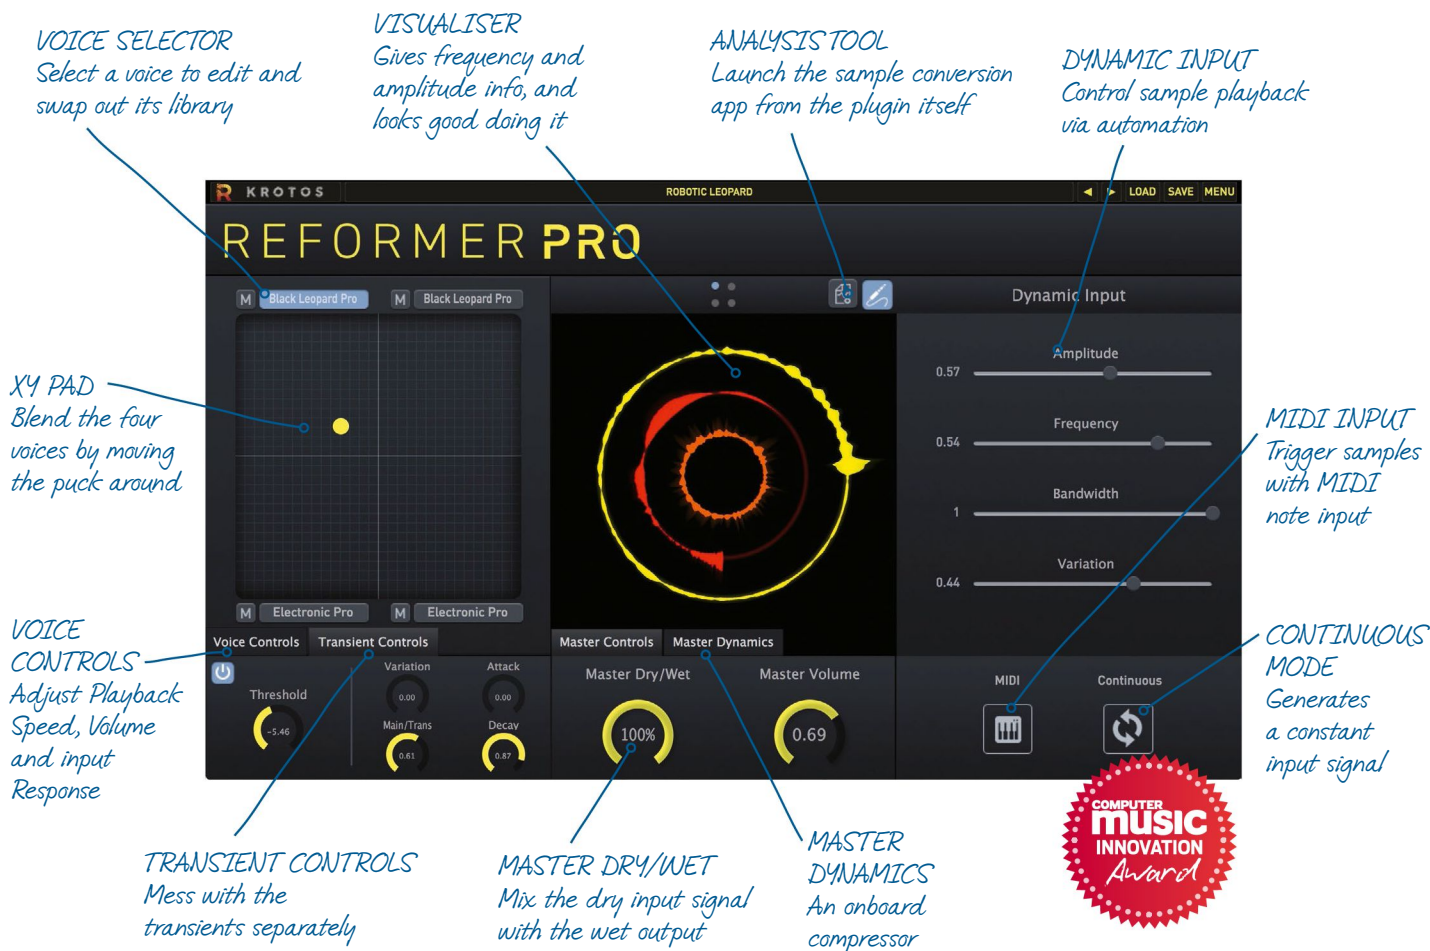 VOICE SELECTOR
Select a voice to edit and
swap out its library
VISUALISER
Gives frequency and
amplitude info, and
looks good doing it
ANALYSIS TOOL
Launch the sample conversion
app from the plugin itself
DYNAMIC INPUT
Control sample playback
via automation
KROTOS
ROBOTIC LEOPARD
LOAD SAVE MENU
REFORMER PRO
M Black Leopard Pro
M Black Leopard Pro
Dynamic Input
Amplitude
0.57
Frequency
0.54
Bandwidth
1
Variation
0.44
XY PAD
Blend the four
voices by moving
the puck around
MIDI INPUT
Trigger samples
with MIDI
note input
M Electronic Pro
M Electronic Pro
Voice Controls Transient Controls
Master Controls Master Dynamics
VOICE
CONTROLS
Adjust Playback
Speed, Volume
and input
Response
Threshold
-5.46
Variation
0.00
Attack
0.00
Main/Trans
0.61
Decay
0.87
Master Dry/Wet
100%
Master Volume
0.69
MIDI
Continuous
CONTINUOUS
MODE
Generates
a constant
input signal
TRANSIENT CONTROLS
Mess with the
transients separately
MASTER DRY/WET
Mix the dry input signal
with the wet output
MASTER
DYNAMICS
An onboard
compressor
COMPUTER
music
INNOVATION
Award